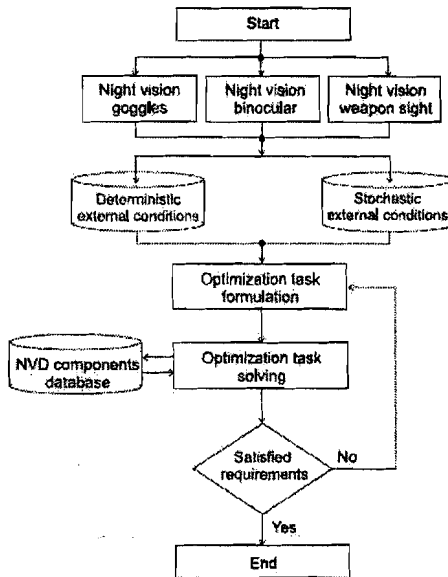 Start
Night vision
goggles
Night vision
binocular
Night vision
weapon sight
Deterministic
external conditions
Stochastic
external conditions
Optimization task
formulation
NVD components
database
Optimization task
solving
Satisfied
requirements
No
Yes
End